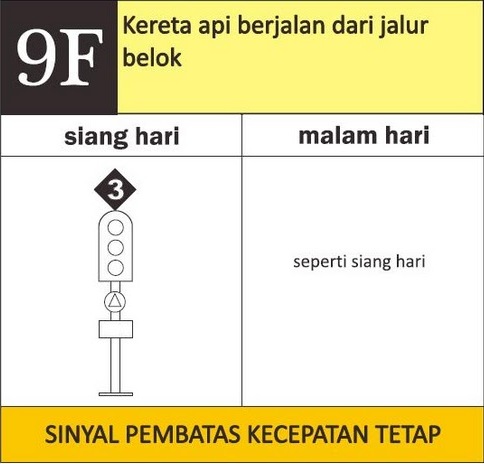 9F
Kereta api berjalan dari jalur
belok
siang hari
malam hari
3
seperti siang hari
SINYAL PEMBATAS KECEPATAN TETAP